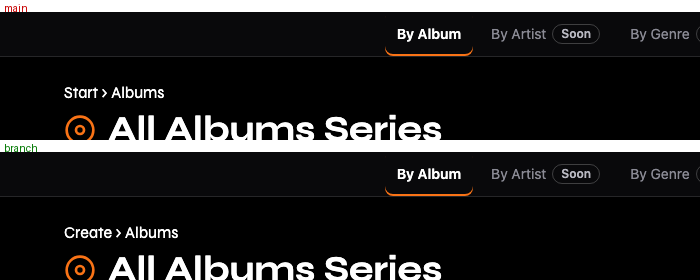 main
By Album By Artist Soon By Genre
Start > Albums
All Albums Series
branch
By Album By Artist Soon By Genre
Create > Albums
All Albums Series